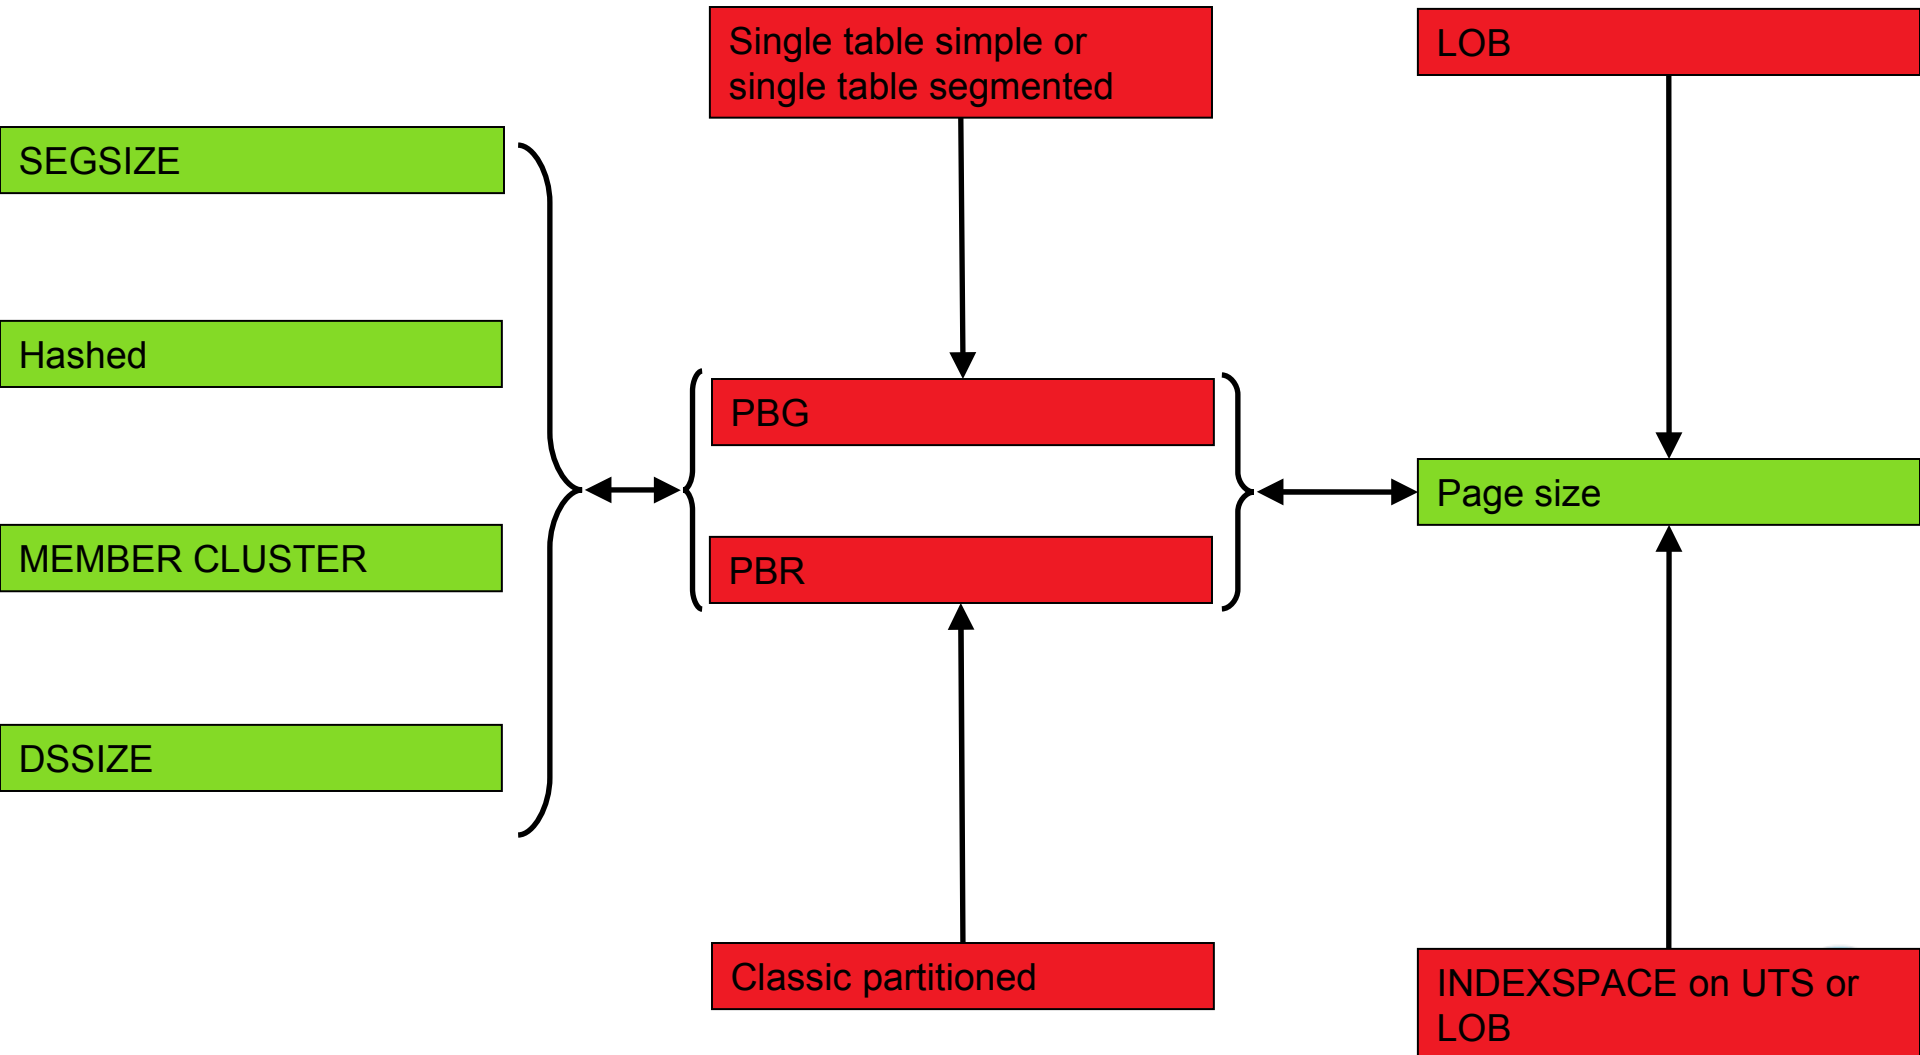 Single table simple or
single table segmented
LOB
SEGSIZE
Hashed
PBG
Page size
MEMBER CLUSTER
PBR
DSSIZE
Classic partitioned
INDEXSPACE on UTS or
LOB